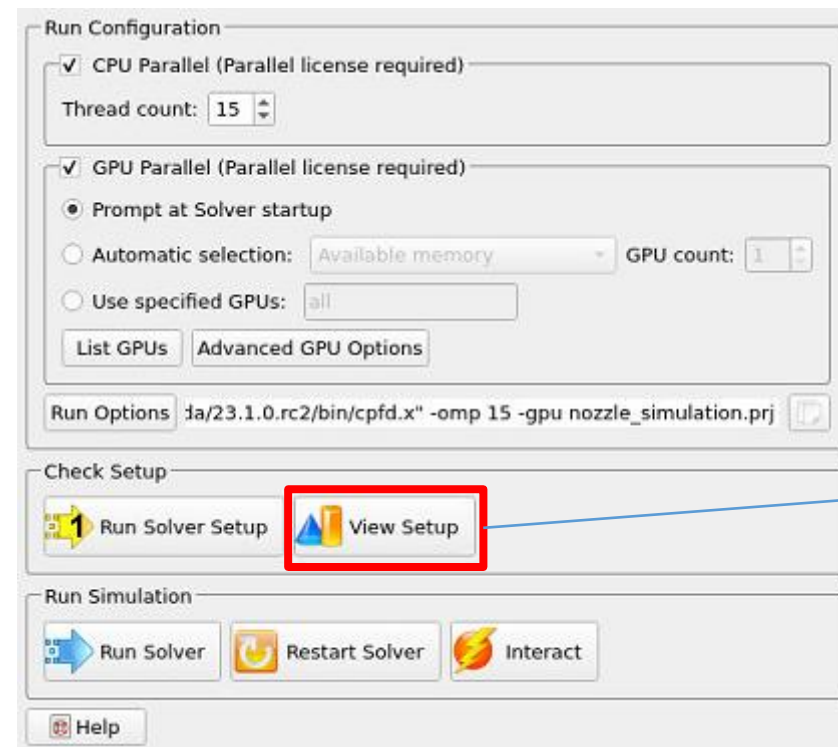 Run Configuration
CPU Parallel (Parallel license required)
Thread count: 15
GPU Parallel (Parallel license required)
Prompt at Solver startup
Automatic selection: Available memory GPU count: 1
Use specified GPUs: all
List GPUs Advanced GPU Options
Run Options da/23.1.0.rc2/bin/cpfd.x" -omp 15 -gpu nozzle_simulation.prj
Check Setup
1 Run Solver Setup View Setup
Run Simulation
Run Solver Restart Solver Interact
Help